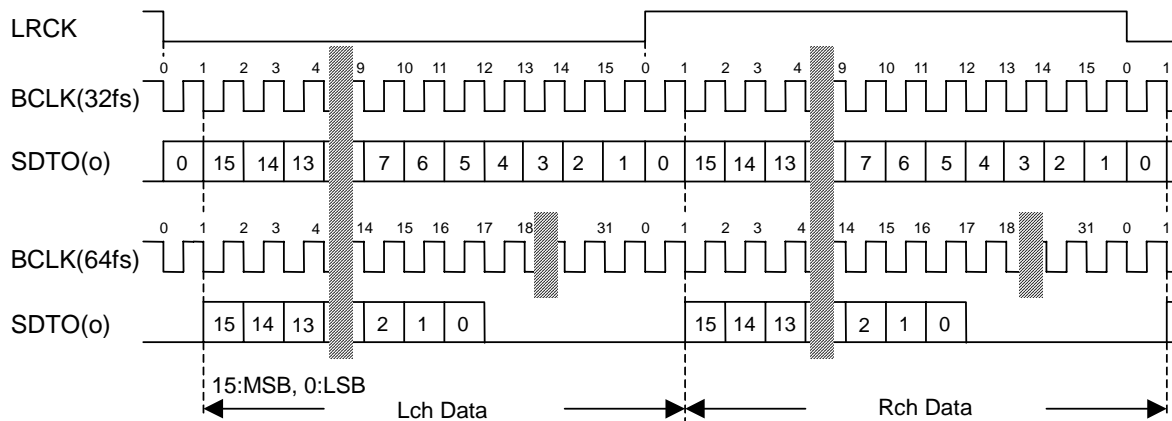 LRCK
0 1 2 3 4 9 10 11 12 13 14 15 0 1 2 3 4 9 10 11 12 13 14 15 0 1
BCLK(32fs)
SDTO(o) 0 15 14 13 7 6 5 4 3 2 1 0 15 14 13 7 6 5 4 3 2 1 0
0 1 2 3 4 14 15 16 17 18 31 0 1 2 3 4 14 15 16 17 18 31 0 1
BCLK(64fs)
SDTO(o) 15 14 13 2 1 0 15 14 13 2 1 0
15:MSB, 0:LSB
Lch Data Rch Data